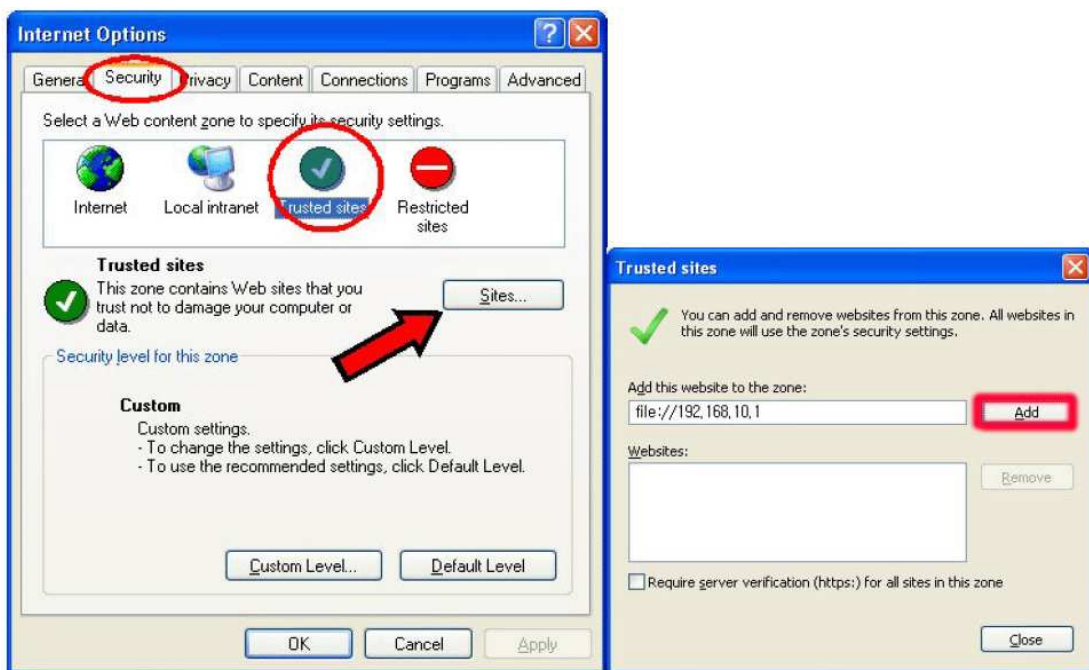 Internet Options
General Security Privacy Content Connections Programs Advanced
Select a Web content zone to specify its security settings.
Internet
Local intranet
Trusted sites
Restricted
sites
Trusted sites
This zone contains Web sites that you
trust not to damage your computer or
data.
Sites...
Security level for this zone
Custom
Custom settings.
- To change the settings, click Custom Level.
- To use the recommended settings, click Default Level.
Custom Level... Default Level
OK Cancel Apply
Trusted sites
You can add and remove websites from this zone. All websites in
this zone will use the zone's security settings.
Add this website to the zone:
file://192,168,10,1
Add
Websites:
Remove
Require server verification (https:) for all sites in this zone
Close